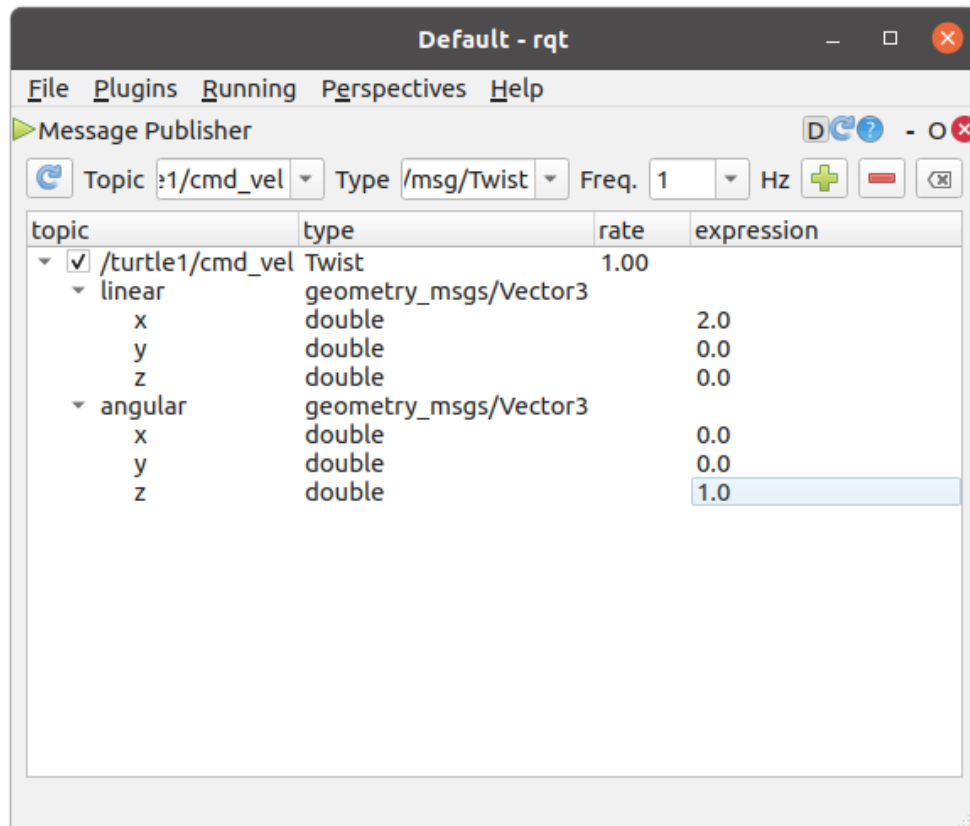 Default - rqt
File Plugins Running Perspectives Help
Message Publisher D ? - O
Topic e1/cmd_vel Type /msg/Twist Freq. 1 Hz
topic type rate expression
/turtle1/cmd_vel Twist 1.00
linear geometry_msgs/Vector3
x double 2.0
y double 0.0
z double 0.0
angular geometry_msgs/Vector3
x double 0.0
y double 0.0
z double 1.0